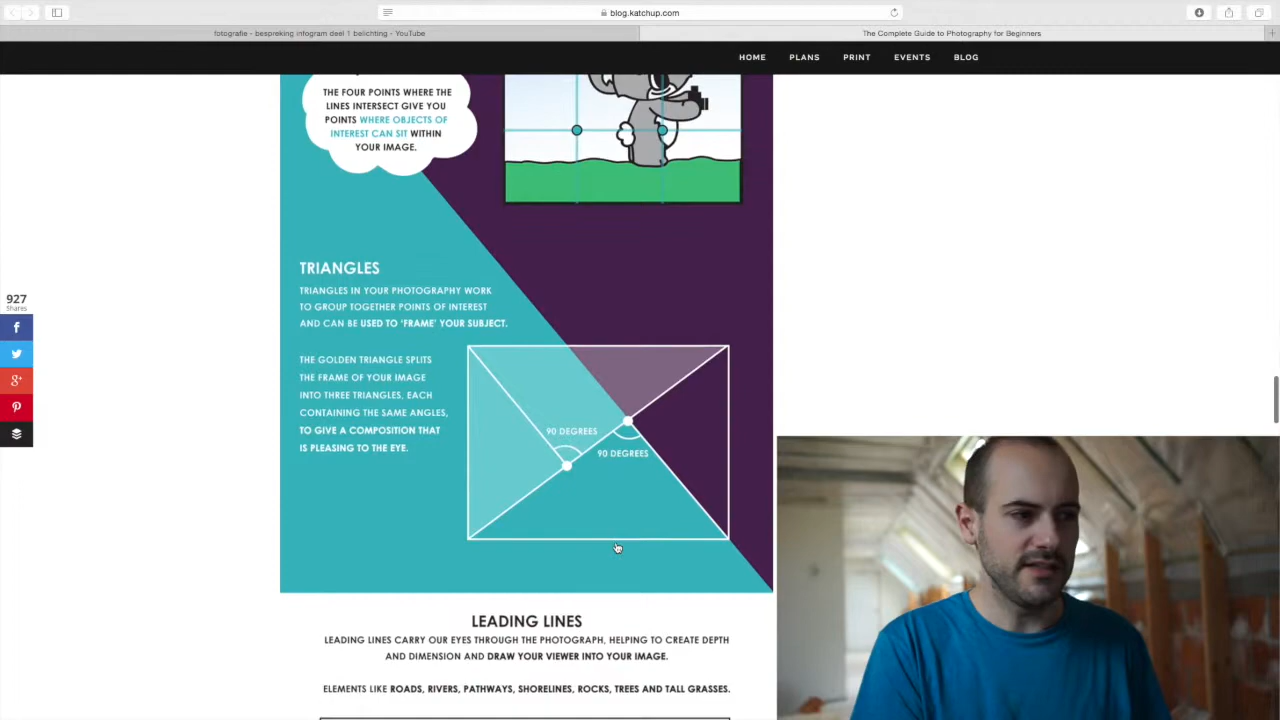 blog.katchup.com
fotografie - bespreking infogram deel 1 belichting - YouTube
The Complete Guide to Photography for Beginners
HOME
PLANS
PRINT
EVENTS
BLOG
THE FOUR POINTS WHERE THE
LINES INTERSECT GIVE YOU
POINTS WHERE OBJECTS OF
INTEREST CAN SIT WITHIN
YOUR IMAGE.
TRIANGLES
TRIANGLES IN YOUR PHOTOGRAPHY WORK
TO GROUP TOGETHER POINTS OF INTEREST
AND CAN BE USED TO 'FRAME' YOUR SUBJECT.
927
Shares
THE GOLDEN TRIANGLE SPLITS
THE FRAME OF YOUR IMAGE
INTO THREE TRIANGLES, EACH
CONTAINING THE SAME ANGLES,
TO GIVE A COMPOSITION THAT
IS PLEASING TO THE EYE.
90 DEGREES
90 DEGREES
LEADING LINES
LEADING LINES CARRY OUR EYES THROUGH THE PHOTOGRAPH, HELPING TO CREATE DEPTH
AND DIMENSION AND DRAW YOUR VIEWER INTO YOUR IMAGE.
ELEMENTS LIKE ROADS, RIVERS, PATHWAYS, SHORELINES, ROCKS, TREES AND TALL GRASSES.